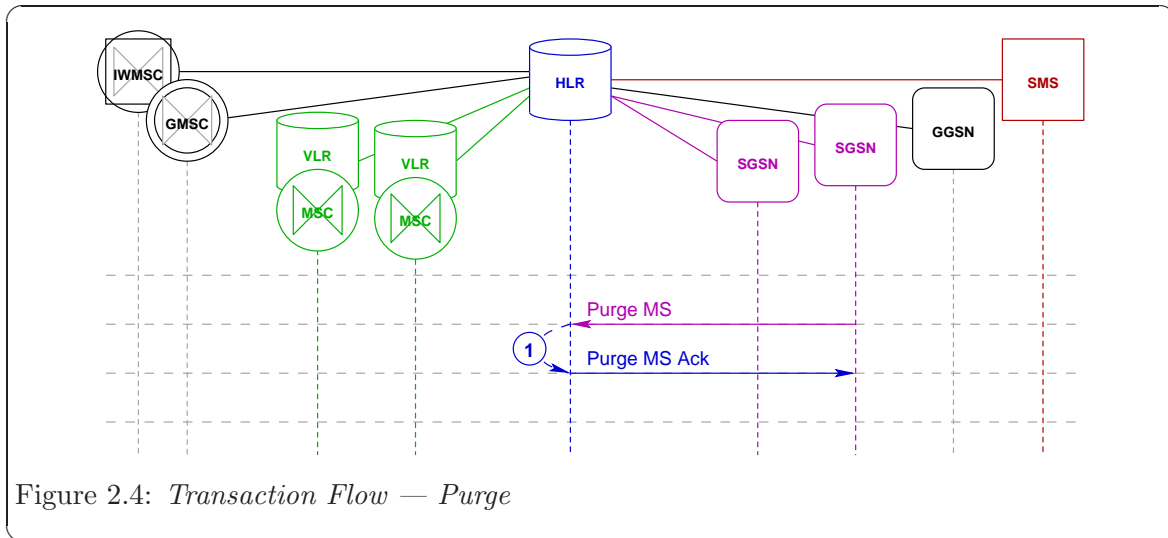 IWMSC
HLR
SMS
GMSC
GGSN
VLR
VLR
SGSN
SGSN
MSC
MSC
Purge MS
1
Purge MS Ack
Figure 2.4: Transaction Flow — Purge